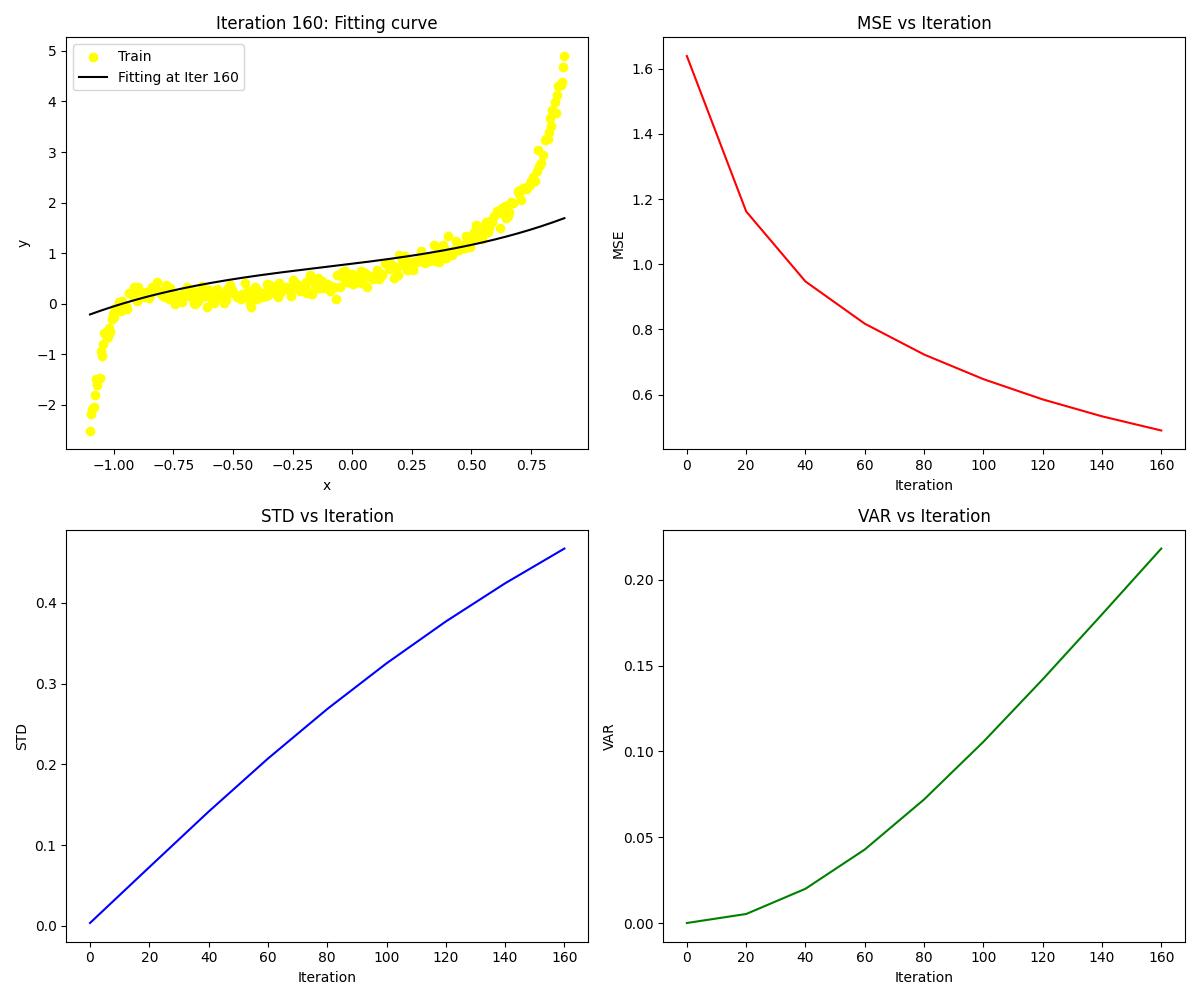 Iteration 160: Fitting curve
Train
Fitting at Iter 160
5
4
3
2
1
0
−1
−2
y
−1.00 −0.75 −0.50 −0.25 0.00 0.25 0.50 0.75
x
MSE vs Iteration
1.6
1.4
1.2
1.0
0.8
0.6
MSE
0 20 40 60 80 100 120 140 160
Iteration
STD vs Iteration
0.4
0.3
0.2
0.1
0.0
STD
0 20 40 60 80 100 120 140 160
Iteration
VAR vs Iteration
0.20
0.15
0.10
0.05
0.00
VAR
0 20 40 60 80 100 120 140 160
Iteration